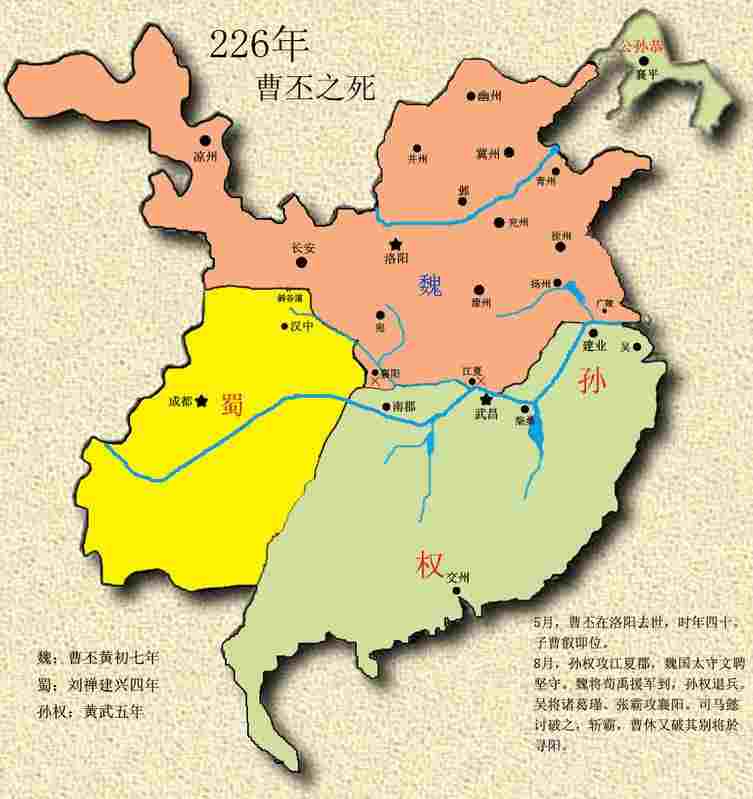 226年
曹丕之死
公孙恭
襄平
幽州
凉州
并州
冀州
青州
邺
兖州
徐州
长安
洛阳
魏
扬州
豫州
广陵
斜谷道
汉中
宛
建业
吴
襄阳
江夏
孙
成都
蜀
南郡
武昌
柴桑
权
交州
5月，曹丕在洛阳去世，时年四十。
子曹叡即位。
8月，孙权攻江夏郡，魏国太守文聘
坚守。魏将荀禹援军到，孙权退兵。
吴将诸葛瑾、张霸攻襄阳。司马懿
讨破之，斩霸，曹休又破其别将於
寻阳。
魏：曹丕黄初七年
蜀：刘禅建兴四年
孙权：黄武五年